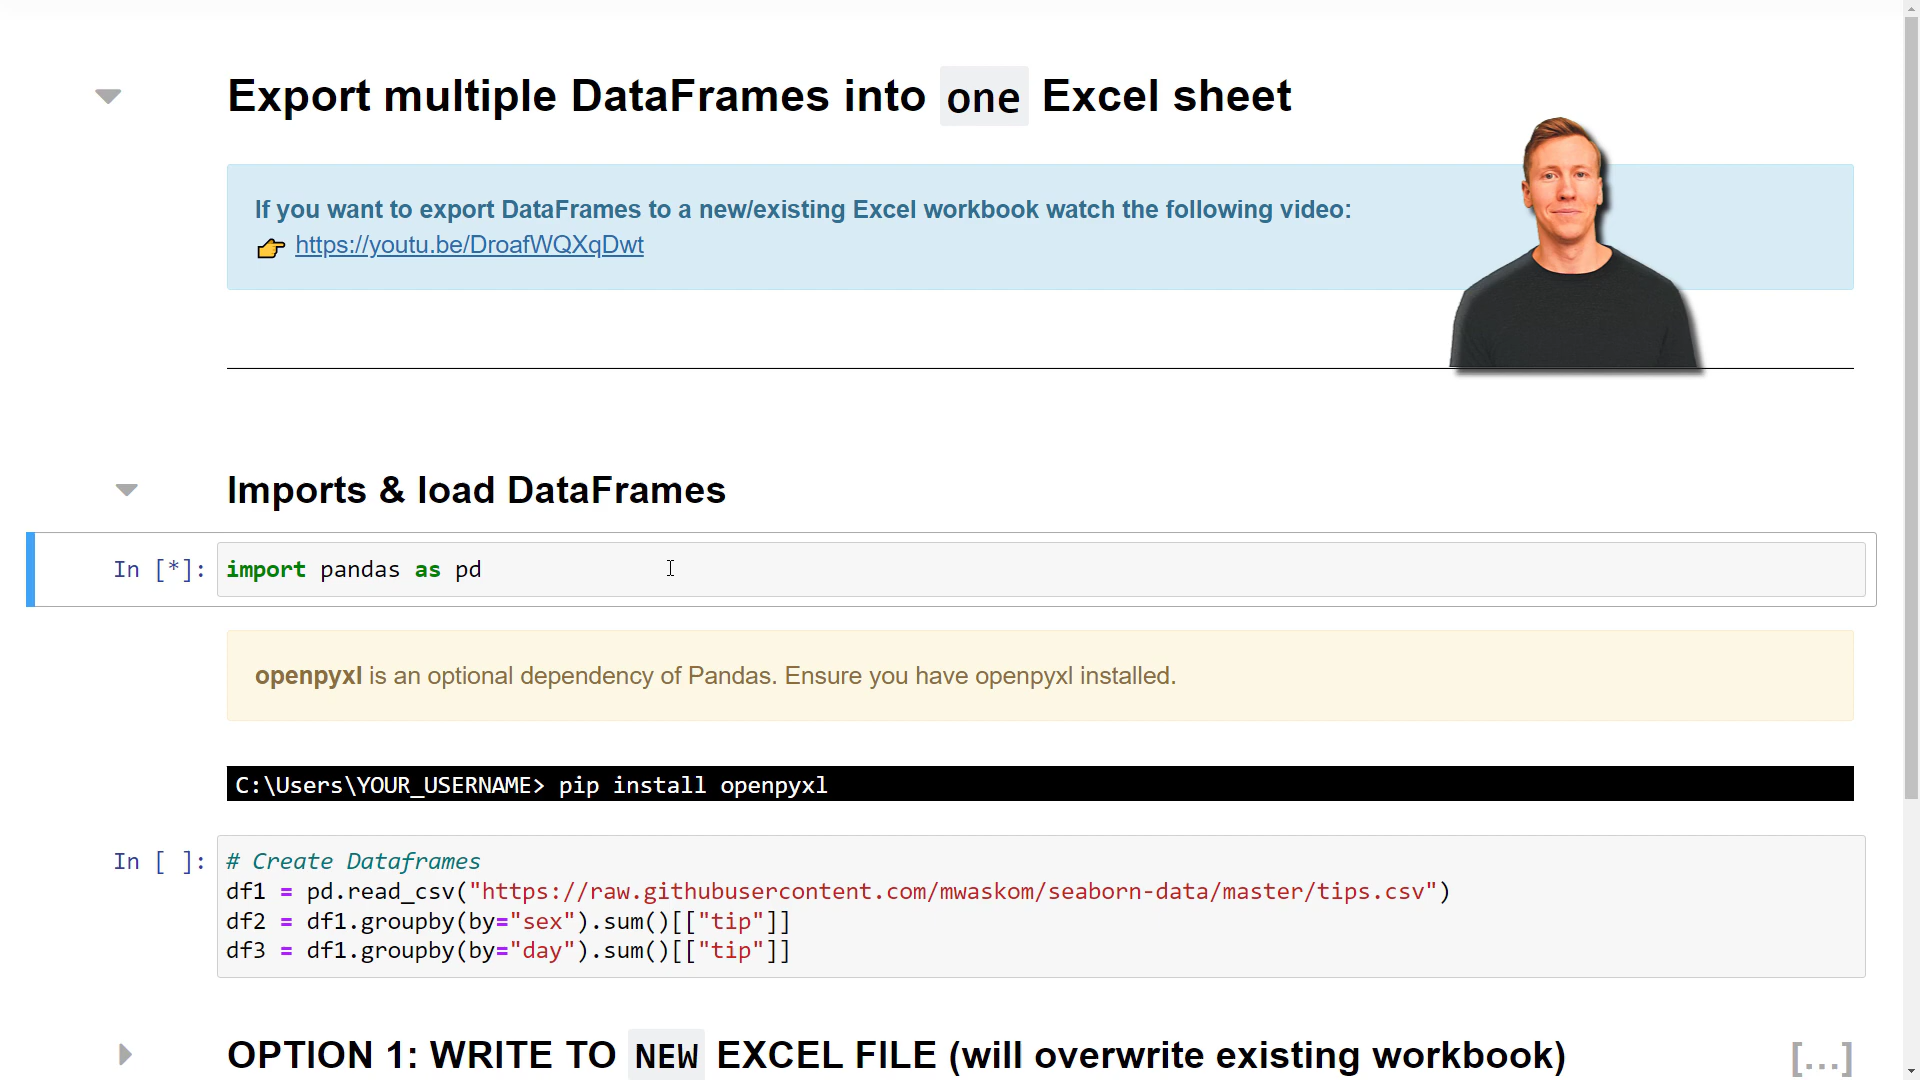 Export multiple DataFrames into one Excel sheet
If you want to export DataFrames to a new/existing Excel workbook watch the following video:
👉 https://youtu.be/DroafWQXqDwt
Imports & load DataFrames
In [*]: import pandas as pd
openpyxl is an optional dependency of Pandas. Ensure you have openpyxl installed.
C:\Users\YOUR_USERNAME> pip install openpyxl
In [ ]: # Create Dataframes
df1 = pd.read_csv("https://raw.githubusercontent.com/mwaskom/seaborn-data/master/tips.csv")
df2 = df1.groupby(by="sex").sum()[["tip"]]
df3 = df1.groupby(by="day").sum()[["tip"]]
OPTION 1: WRITE TO NEW EXCEL FILE (will overwrite existing workbook) [...]